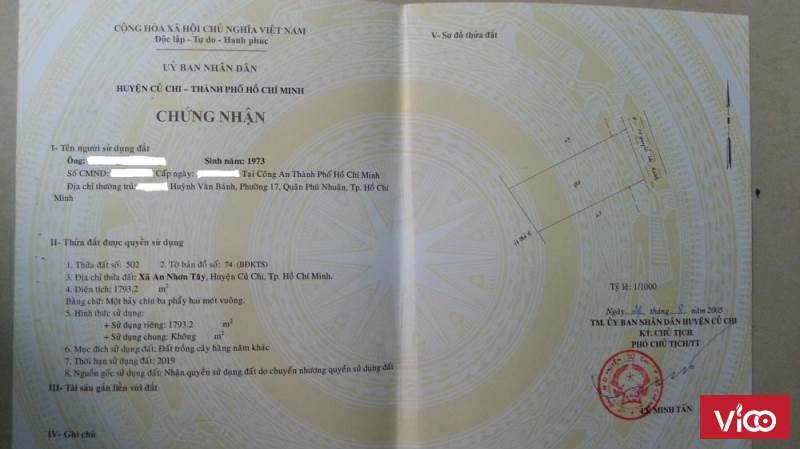 CỘNG HÒA XÃ HỘI CHỦ NGHĨA VIỆT NAM
Độc lập - Tự do - Hạnh phúc
UỶ BAN NHÂN DÂN
HUYỆN CỦ CHI – THÀNH PHỐ HỒ CHÍ MINH
CHỨNG NHẬN
I- Tên người sử dụng đất
Ông: Sinh năm: 1973
Số CMND: Cấp ngày: Tại Công An Thành Phố Hồ Chí Minh
Địa chỉ thường trú: Huỳnh Văn Bánh, Phường 17, Quận Phú Nhuận, Tp. Hồ Chí
Minh
II- Thửa đất được quyền sử dụng
1. Thửa đất số: 502 2. Tờ bản đồ số: 74 (BĐKTS)
3. Địa chỉ thửa đất: Xã An Nhơn Tây, Huyện Củ Chi, Tp. Hồ Chí Minh.
4. Diện tích: 1793.2 m²
Bằng chữ: Một bảy chín ba phẩy hai mét vuông.
5. Hình thức sử dụng:
+ Sử dụng riêng: 1793.2 m²
+ Sử dụng chung: Không m²
6. Mục đích sử dụng đất: Đất trồng cây hàng năm khác
7. Thời hạn sử dụng đất: 2019
8. Nguồn gốc sử dụng đất: Nhận quyền sử dụng đất do chuyển nhượng quyền sử dụng đất
III- Tài sản gắn liền với đất
IV- Ghi chú
V- Sơ đồ thửa đất
Tỷ lệ: 1/1000
Ngày tháng 8 năm 2005
TM. ỦY BAN NHÂN DÂN HUYỆN CỦ CHI
KT. CHỦ TỊCH
PHÓ CHỦ TỊCH/TT
LÊ MINH TẤN
ViCO